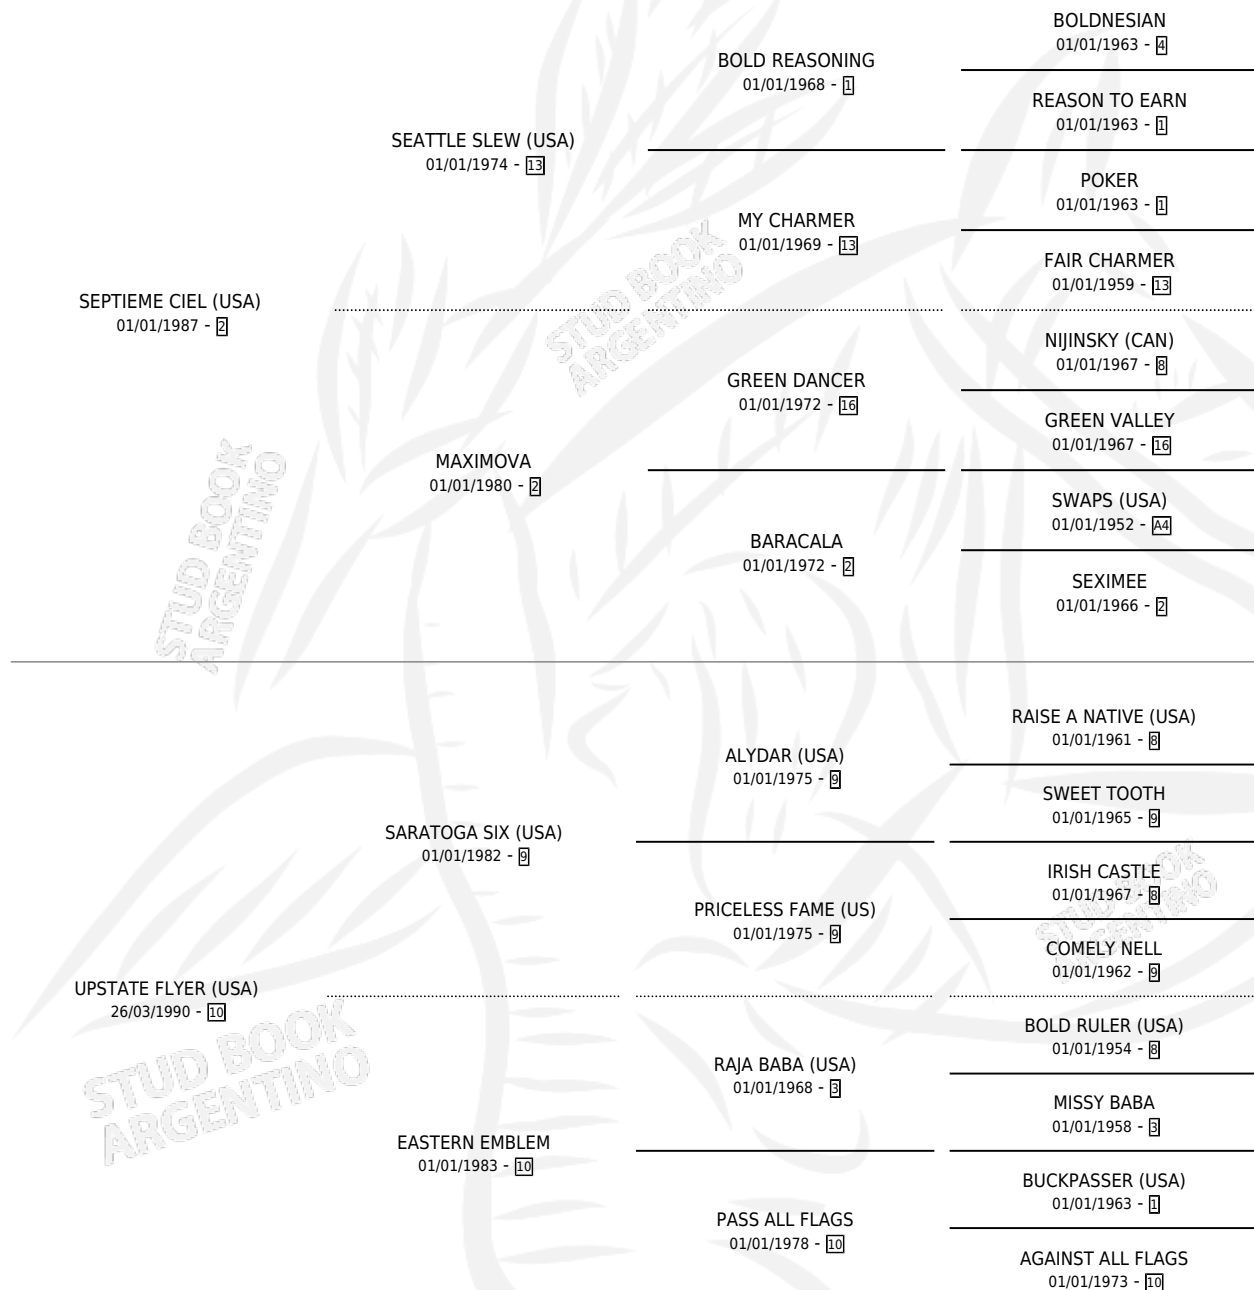 BOLDNESIAN
01/01/1963 - 4
BOLD REASONING
01/01/1968 - 1
REASON TO EARN
01/01/1963 - 1
SEATTLE SLEW (USA)
01/01/1974 - 13
POKER
01/01/1963 - 1
MY CHARMER
01/01/1969 - 13
FAIR CHARMER
01/01/1959 - 13
SEPTIEME CIEL (USA)
01/01/1987 - 2
STUD BOOK
ARGENTINO
NIJINSKY (CAN)
01/01/1967 - 8
GREEN DANCER
01/01/1972 - 16
GREEN VALLEY
01/01/1967 - 16
MAXIMOVA
01/01/1980 - 2
SWAPS (USA)
01/01/1952 - A4
BARACALA
01/01/1972 - 2
SEXIMEE
01/01/1966 - 2
STUD BOOK
ARGENTINO
RAISE A NATIVE (USA)
01/01/1961 - 8
ALYDAR (USA)
01/01/1975 - 9
SWEET TOOTH
01/01/1965 - 9
SARATOGA SIX (USA)
01/01/1982 - 9
IRISH CASTLE
01/01/1967 - 8
PRICELESS FAME (US)
01/01/1975 - 9
STUD BOOK
ARGENTINO
COMELY NELL
01/01/1962 - 9
UPSTATE FLYER (USA)
26/03/1990 - 10
BOLD RULER (USA)
01/01/1954 - 8
RAJA BABA (USA)
01/01/1968 - 3
STUD BOOK
ARGENTINO
MISSY BABA
01/01/1958 - 3
EASTERN EMBLEM
01/01/1983 - 10
BUCKPASSER (USA)
01/01/1963 - 1
PASS ALL FLAGS
01/01/1978 - 10
AGAINST ALL FLAGS
01/01/1973 - 10